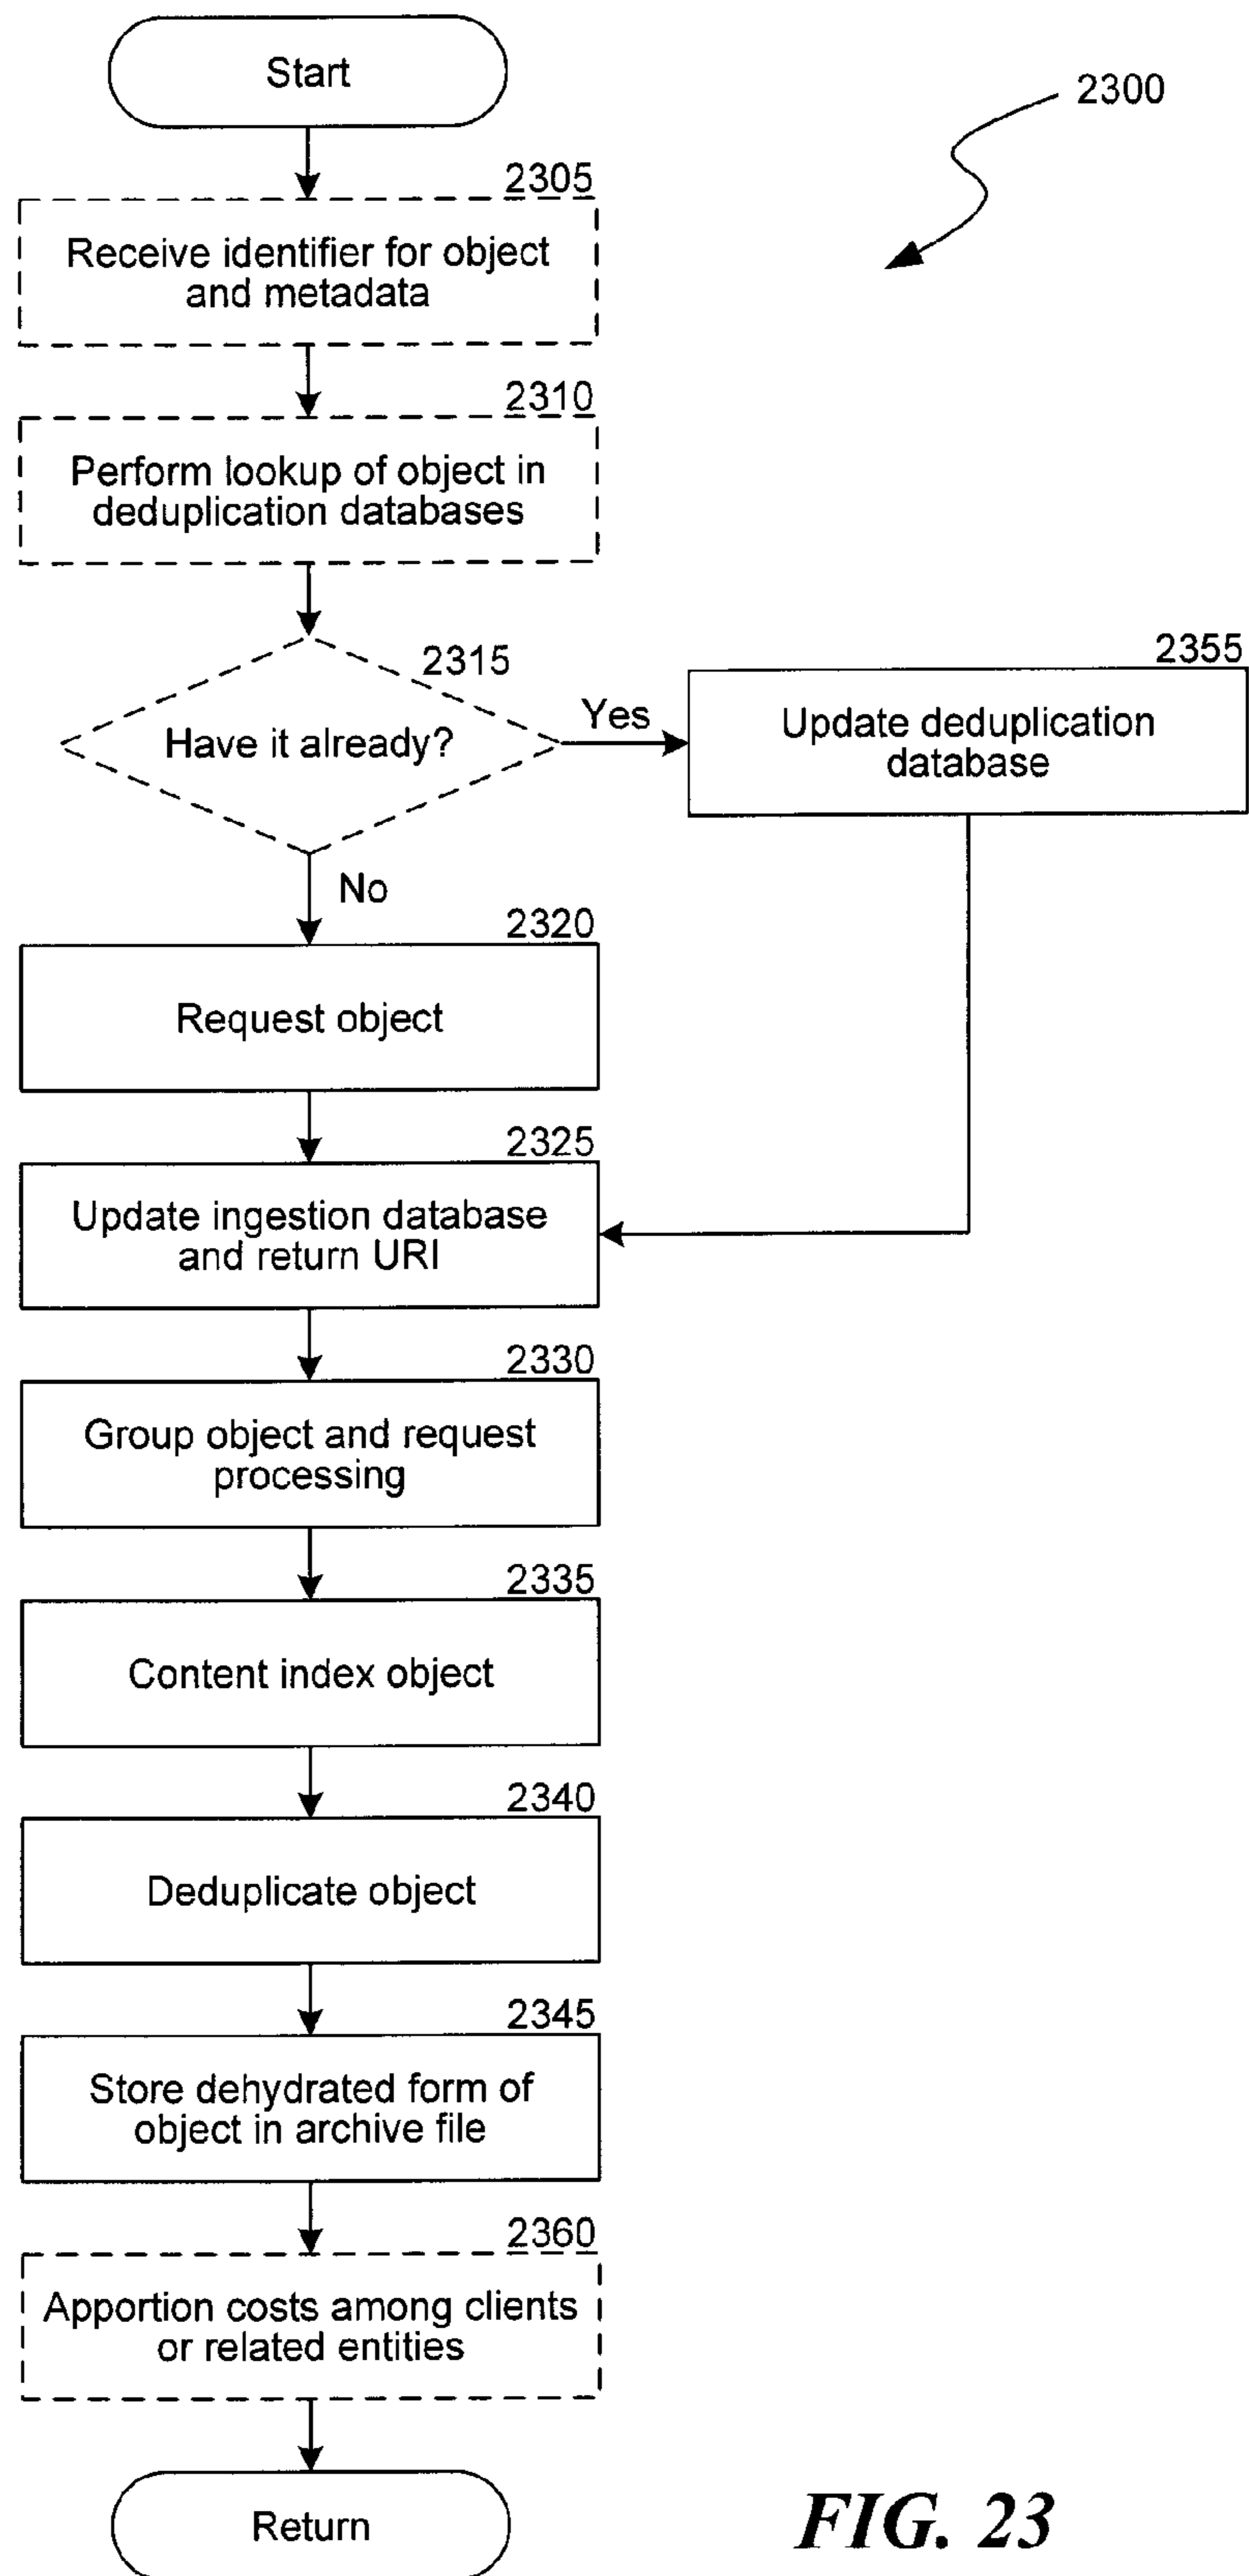 Start
2300
2305
Receive identifier for object
and metadata
2310
Perform lookup of object in
deduplication databases
2315
Have it already?
Yes
2355
Update deduplication
database
No
2320
Request object
2325
Update ingestion database
and return URI
2330
Group object and request
processing
2335
Content index object
2340
Deduplicate object
2345
Store dehydrated form of
object in archive file
2360
Apportion costs among clients
or related entities
Return
FIG. 23